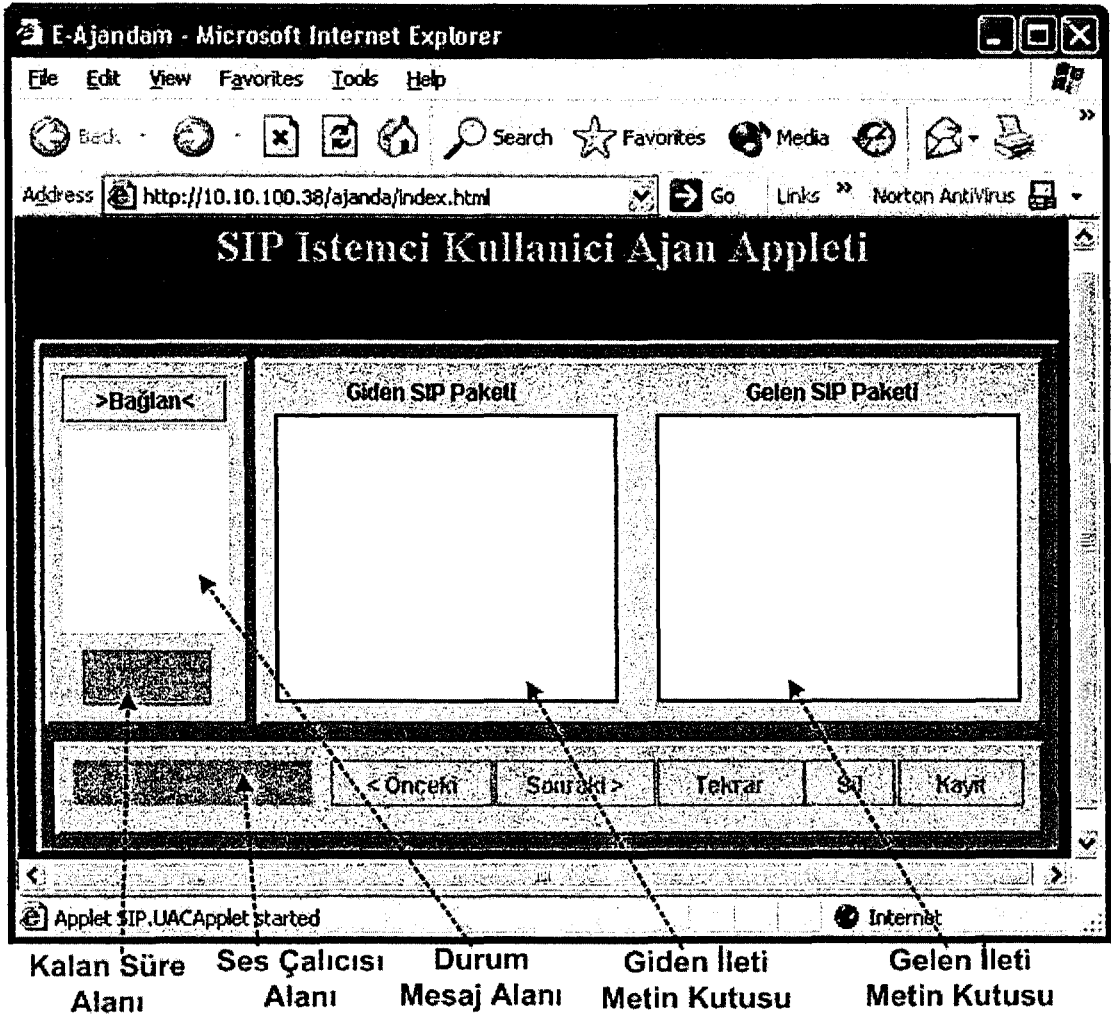 E-Ajandam - Microsoft Internet Explorer
File Edit View Favorites Tools Help
Back Search Favorites Media »
Address http://10.10.100.38/ajanda/index.html Go Links » Norton AntiVirus
SIP Istemci Kullanici Ajan Appleti
>Bağlan<
Giden SIP Paketi Gelen SIP Paketi
< Önceki Sonraki > Tekrar Sil Kayıt
Applet SIP.UACApplet started Internet
Kalan Süre Alanı
Ses Çalıcısı Alanı
Durum Mesaj Alanı
Giden İleti Metin Kutusu
Gelen İleti Metin Kutusu